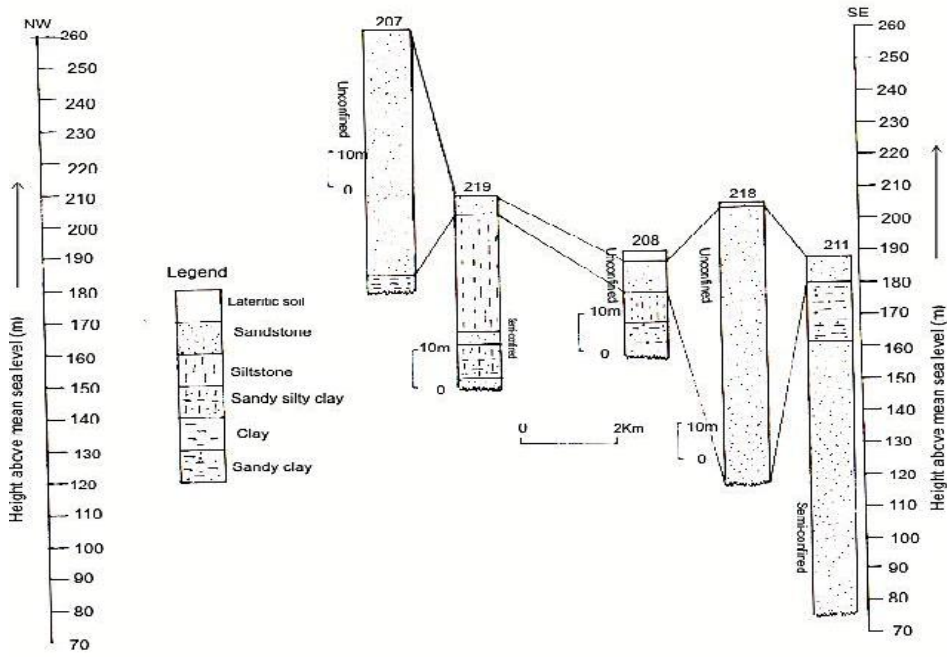 NW
260
250
240
230
220
210
200
190
180
170
160
150
140
130
120
110
100
90
80
70
Height above mean sea level (m)
Legend
Lateritic soil
Sandstone
Siltstone
Sandy silty clay
Clay
Sandy clay
207
Unconfined
10m
0
219
Semi-confined
10m
0
208
Unconfined
10m
0
0 2Km
218
Unconfined
10m
0
211
Semi-confined
SE
260
250
240
230
220
210
200
190
180
170
160
150
140
130
120
110
100
90
80
70
Height above mean sea level (m)